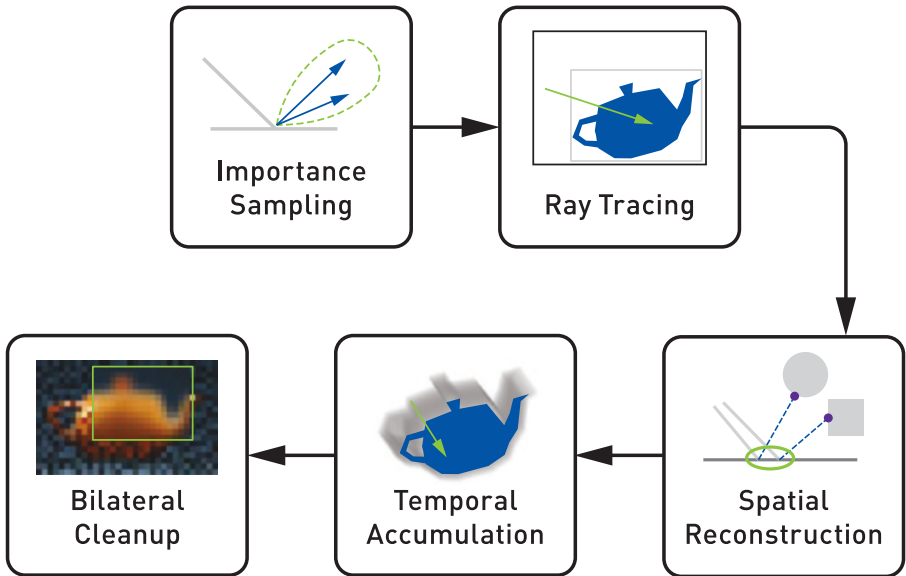 Importance
Sampling
Ray Tracing
Spatial
Reconstruction
Temporal
Accumulation
Bilateral
Cleanup